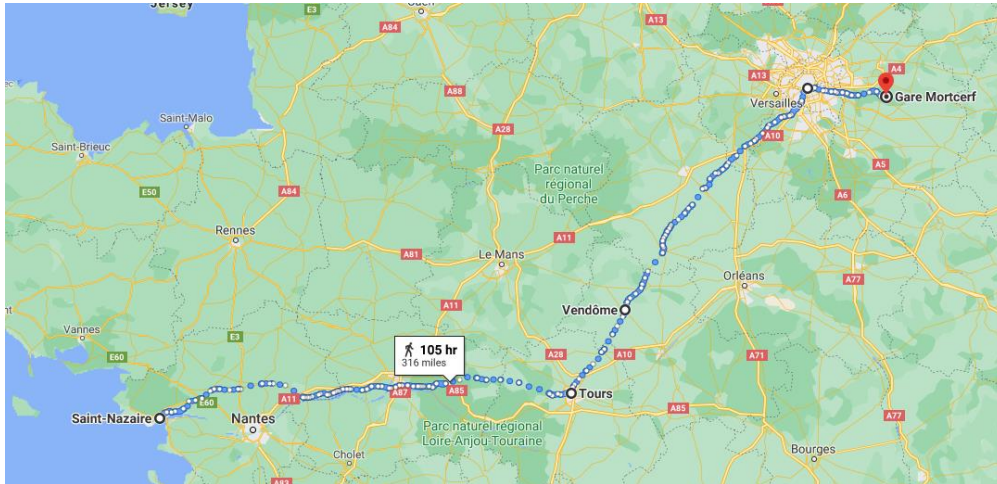 Jersey
E3
A84
A13
A4
Gare Mortcerf
A13
Versailles
A88
Saint-Malo
A28
A10
Saint-Brieuc
A5
Parc naturel
régional
du Perche
A6
E50
A84
Rennes
A11
A81
Le Mans
Orléans
A77
A11
Vendôme
Vannes
E3
E60
105 hr
316 miles
A28
A10
A71
Saint-Nazaire
E60
A11
A87
A85
Tours
Nantes
A85
A77
Parc naturel régional
Loire-Anjou-Touraine
Cholet
Bourges
A83